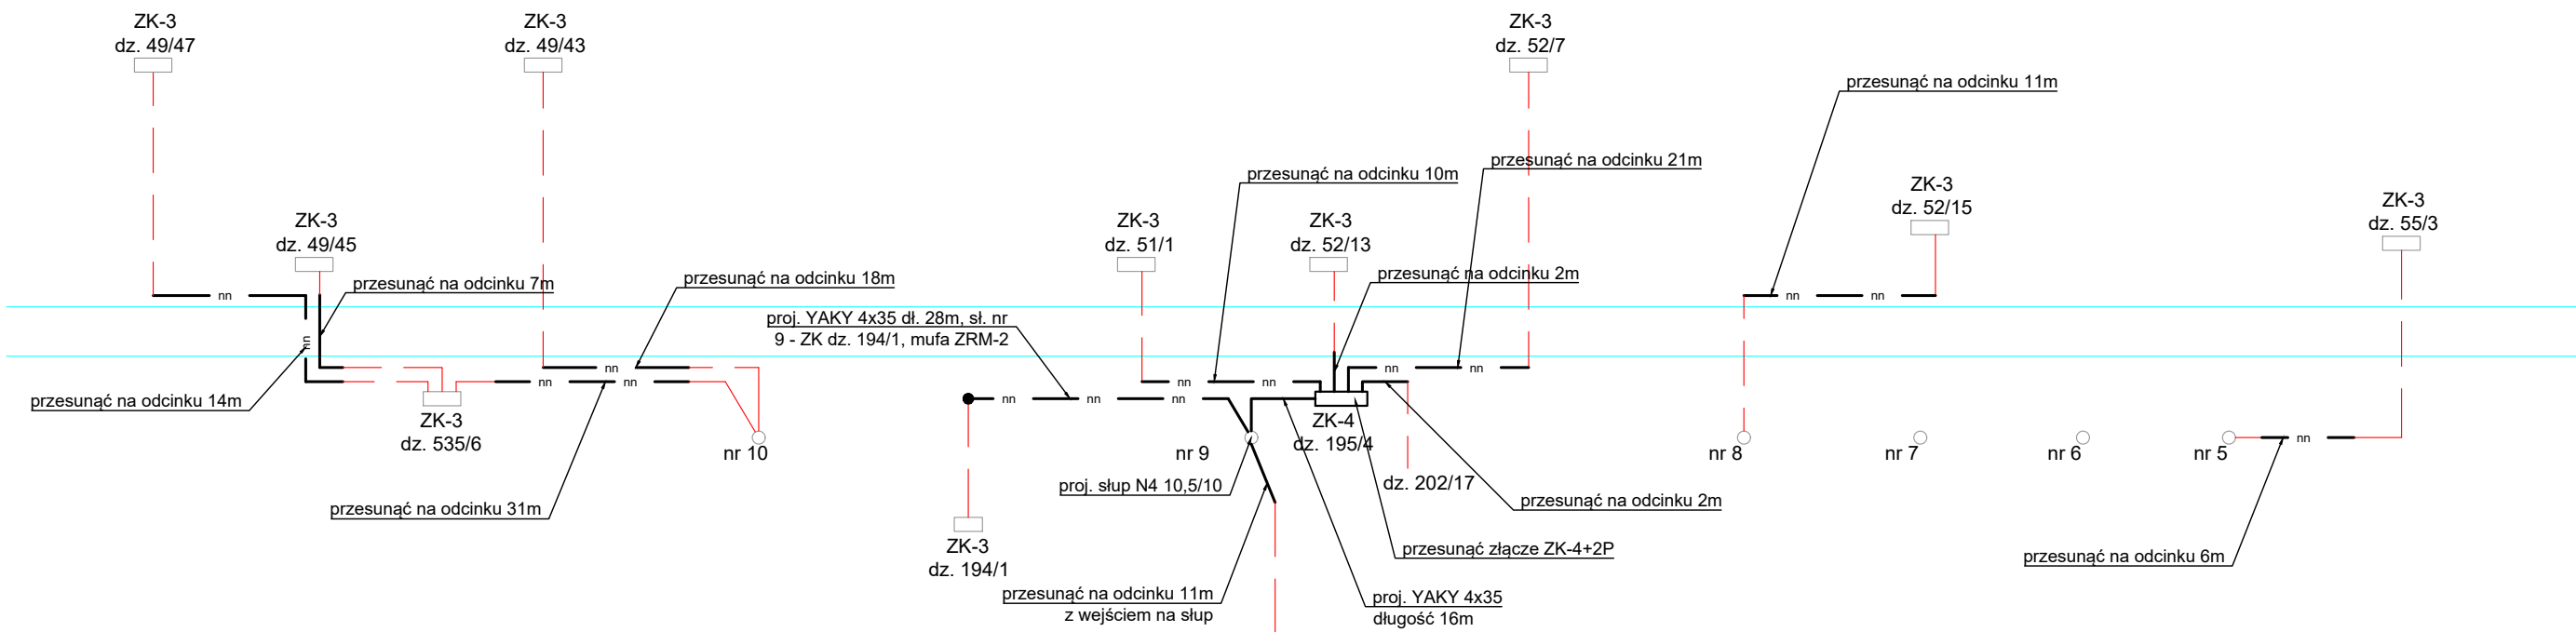 ZK-3
dz. 49/47
ZK-3
dz. 49/43
ZK-3
dz. 52/7
przesunąć na odcinku 11m
przesunąć na odcinku 21m
przesunąć na odcinku 10m
ZK-3
dz. 52/15
ZK-3
dz. 55/3
ZK-3
dz. 49/45
ZK-3
dz. 51/1
ZK-3
dz. 52/13
przesunąć na odcinku 7m
przesunąć na odcinku 18m
przesunąć na odcinku 2m
nn
nn
nn
proj. YAKY 4x35 dł. 28m, sł. nr
9 - ZK dz. 194/1, mufa ZRM-2
nn
nn
nn
nn
nn
nn
nn
nn
nn
nn
nn
przesunąć na odcinku 14m
ZK-3
dz. 535/6
ZK-4
dz. 195/4
nr 10
nr 9
nr 8
nr 7
nr 6
nr 5
nn
proj. słup N4 10,5/10
dz. 202/17
przesunąć na odcinku 31m
przesunąć na odcinku 2m
ZK-3
dz. 194/1
przesunąć złącze ZK-4+2P
przesunąć na odcinku 6m
przesunąć na odcinku 11m
z wejściem na słup
proj. YAKY 4x35
długość 16m